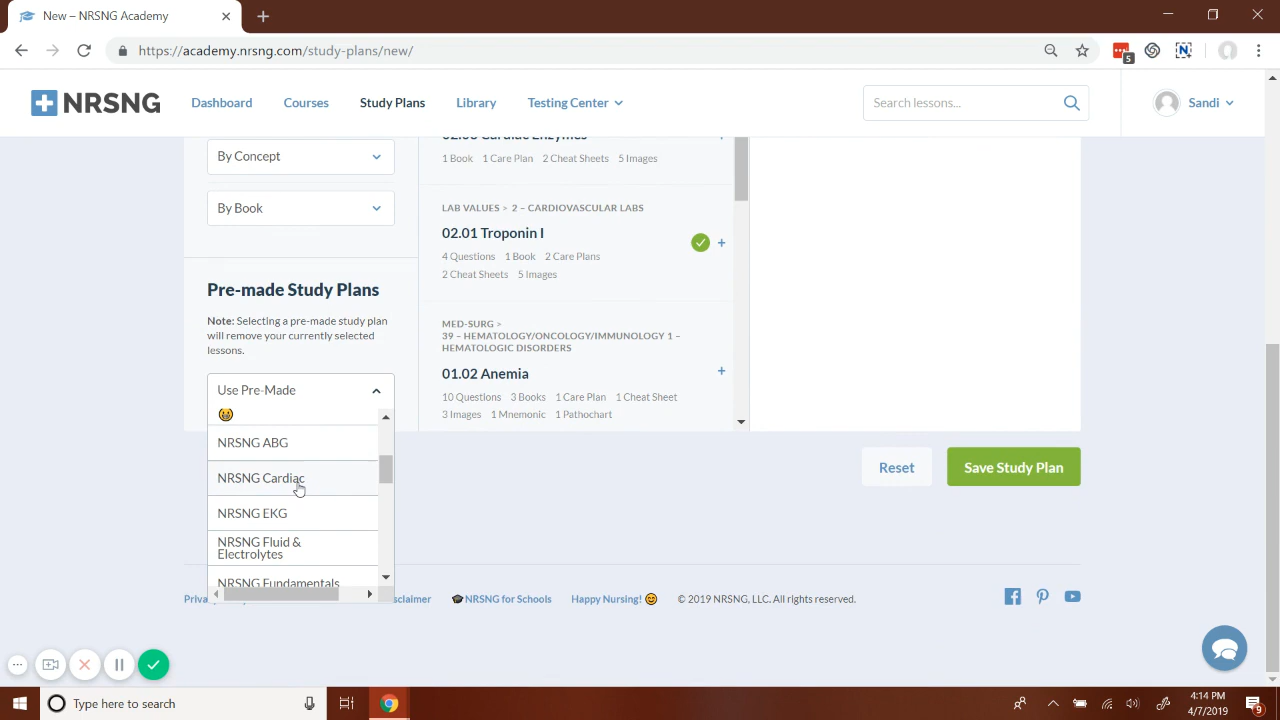 New – NRSNG Academy
https://academy.nrsng.com/study-plans/new/
5
NRSNG
Dashboard
Courses
Study Plans
Library
Testing Center
Search lessons...
Sandi
By Concept
By Book
Pre-made Study Plans
Note: Selecting a pre-made study plan
will remove your currently selected
lessons.
Use Pre-Made
NRSNG ABG
NRSNG Cardiac
NRSNG EKG
NRSNG Fluid &
Electrolytes
NRSNG Fundamentals
02.03 Cardiac Enzymes
1 Book 1 Care Plan 2 Cheat Sheets 5 Images
LAB VALUES > 2 – CARDIOVASCULAR LABS
02.01 Troponin I
4 Questions 1 Book 2 Care Plans
2 Cheat Sheets 5 Images
MED-SURG >
39 – HEMATOLOGY/ONCOLOGY/IMMUNOLOGY 1 –
HEMATOLOGIC DISORDERS
01.02 Anemia
10 Questions 3 Books 1 Care Plan 1 Cheat Sheet
3 Images 1 Mnemonic 1 Pathochart
Reset
Save Study Plan
NRSNG for Schools
Happy Nursing!
© 2019 NRSNG, LLC. All rights reserved.
Type here to search
4:14 PM
4/7/2019
9